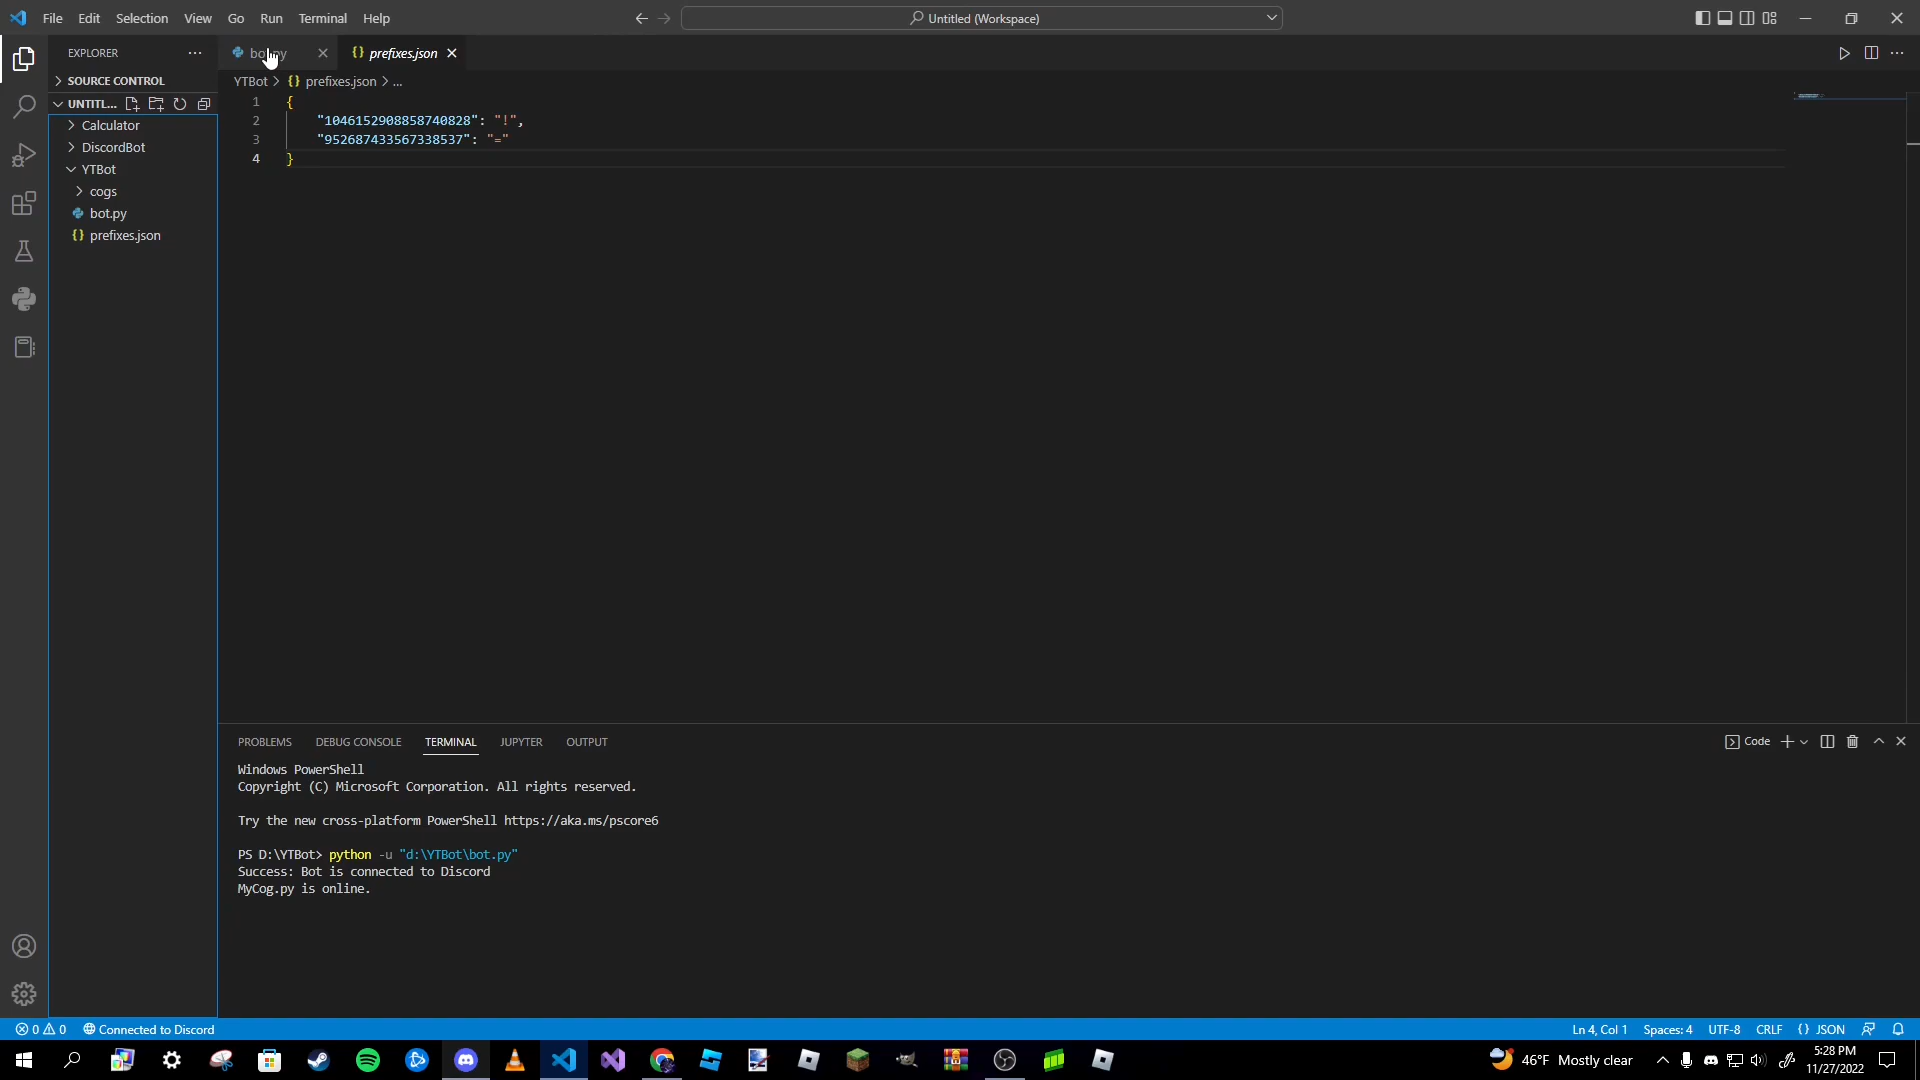 File Edit Selection View Go Run Terminal Help
Untitled (Workspace)
EXPLORER
bot.py
prefixes.json
SOURCE CONTROL
YTBot > {} prefixes.json > ...
UNTITL...
Calculator
DiscordBot
YTBot
cogs
bot.py
{} prefixes.json
1 {
2 "1046152908858740828": "!",
3 "952687433567338537": "="
4 }
PROBLEMS DEBUG CONSOLE TERMINAL JUPYTER OUTPUT
Code
Windows PowerShell
Copyright (C) Microsoft Corporation. All rights reserved.
Try the new cross-platform PowerShell https://aka.ms/pscore6
PS D:\YTBot> python -u "d:\YTBot\bot.py"
Success: Bot is connected to Discord
MyCog.py is online.
0 0 Connected to Discord
Ln 4, Col 1 Spaces: 4 UTF-8 CRLF {} JSON
46°F Mostly clear
5:28 PM
11/27/2022